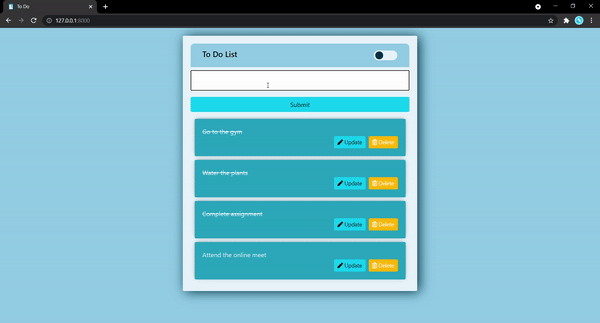 To Do
127.0.0.1:8000
To Do List
Submit
Go to the gym
Update Delete
Water the plants
Update Delete
Complete assignment
Update Delete
Attend the online meet
Update Delete